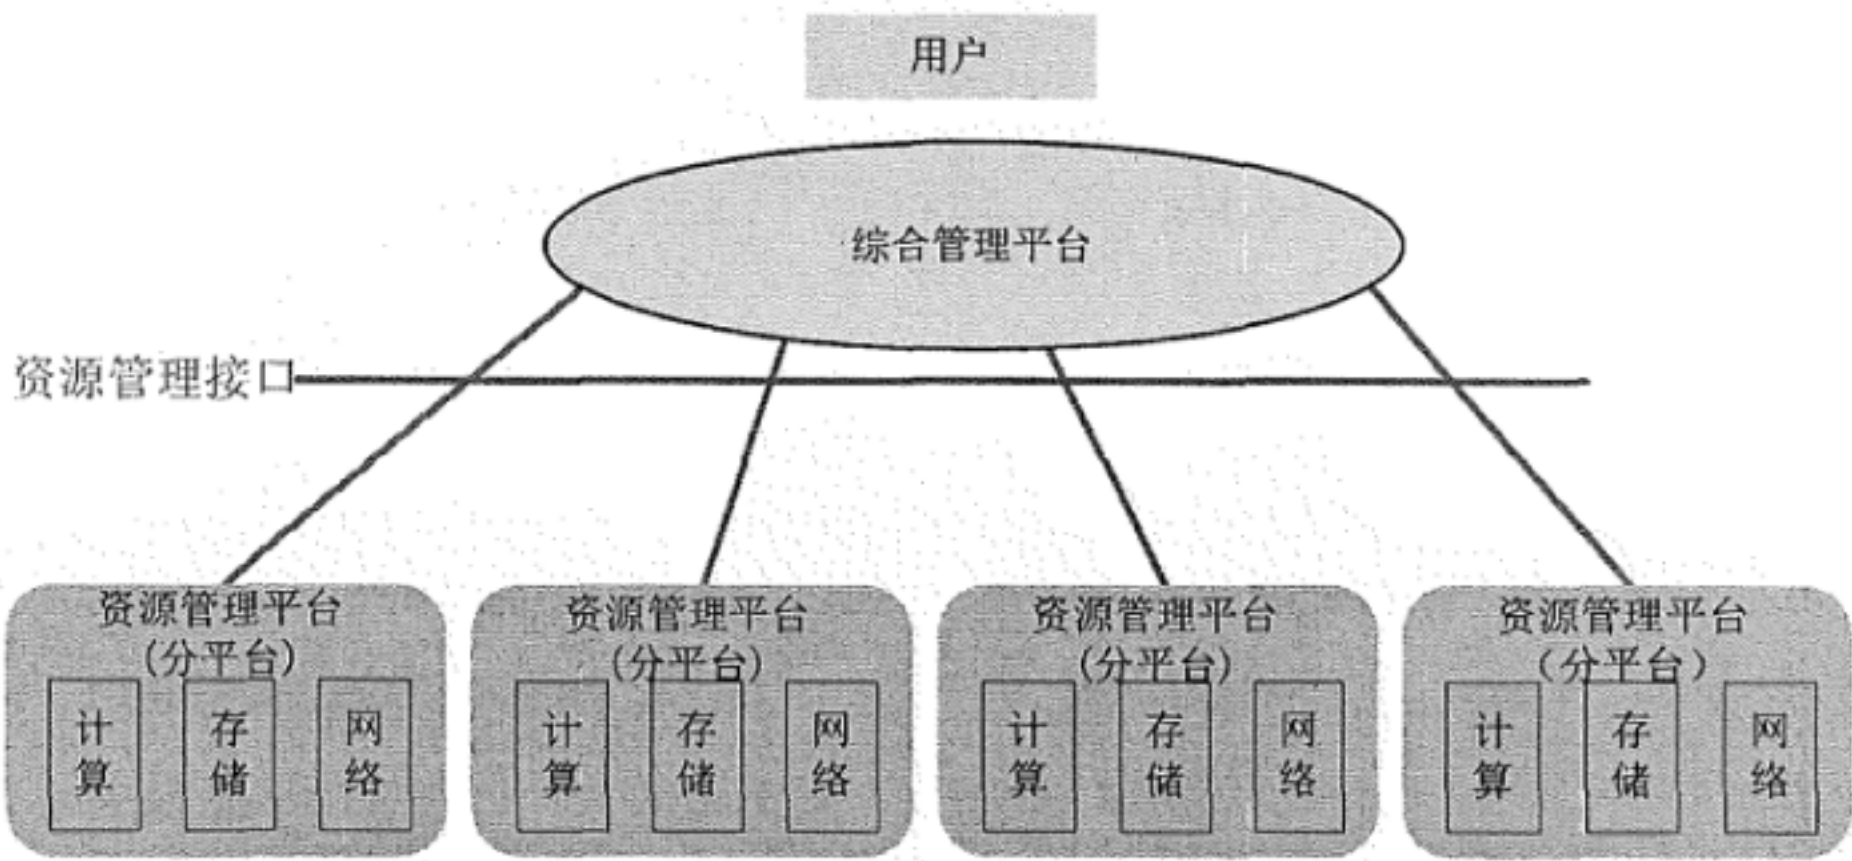 用户
综合管理平台
资源管理接口
资源管理平台
(分平台)
计算
存储
网络
资源管理平台
(分平台)
计算
存储
网络
资源管理平台
(分平台)
计算
存储
网络
资源管理平台
（分平台）
计算
存储
网络